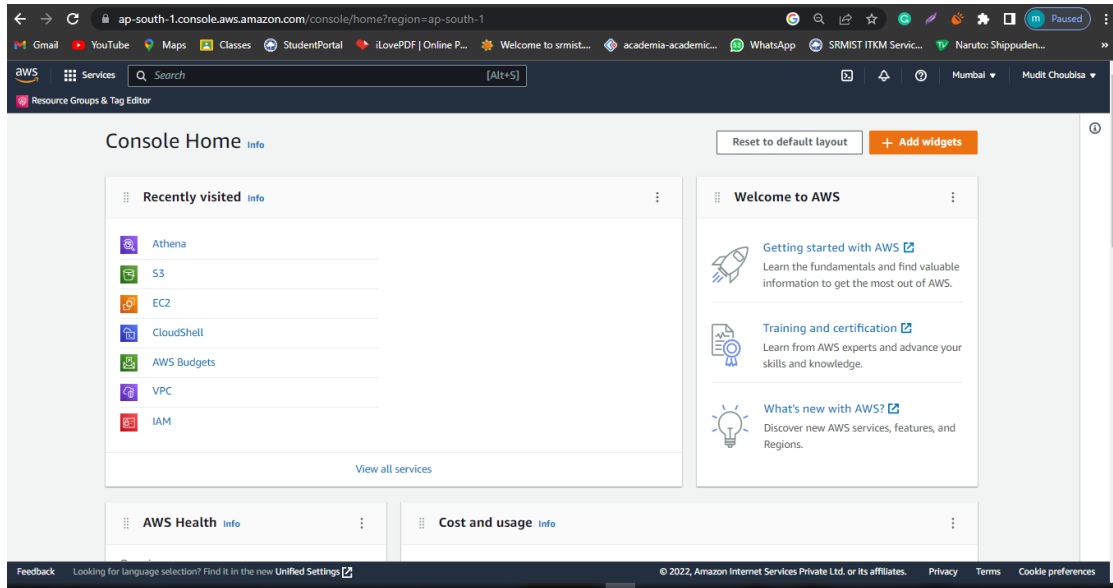 ap-south-1.console.aws.amazon.com/console/home?region=ap-south-1
m Paused
Gmail YouTube Maps Classes StudentPortal iLovePDF | Online P... Welcome to srmist.... academia-academic... WhatsApp SRMIST ITKM Servic... Naruto: Shippuden... »
aws Services Search [Alt+S] Mumbai Mudit Choubisa
Resource Groups & Tag Editor
Console Home Info
Reset to default layout
+ Add widgets
Recently visited Info
Athena
S3
EC2
CloudShell
AWS Budgets
VPC
IAM
View all services
Welcome to AWS
Getting started with AWS
Learn the fundamentals and find valuable
information to get the most out of AWS.
Training and certification
Learn from AWS experts and advance your
skills and knowledge.
What's new with AWS?
Discover new AWS services, features, and
Regions.
AWS Health Info
Cost and usage Info
Feedback Looking for language selection? Find it in the new Unified Settings © 2022, Amazon Internet Services Private Ltd. or its affiliates. Privacy Terms Cookie preferences